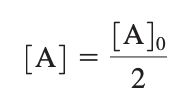 [A] = [A]₀ / 2